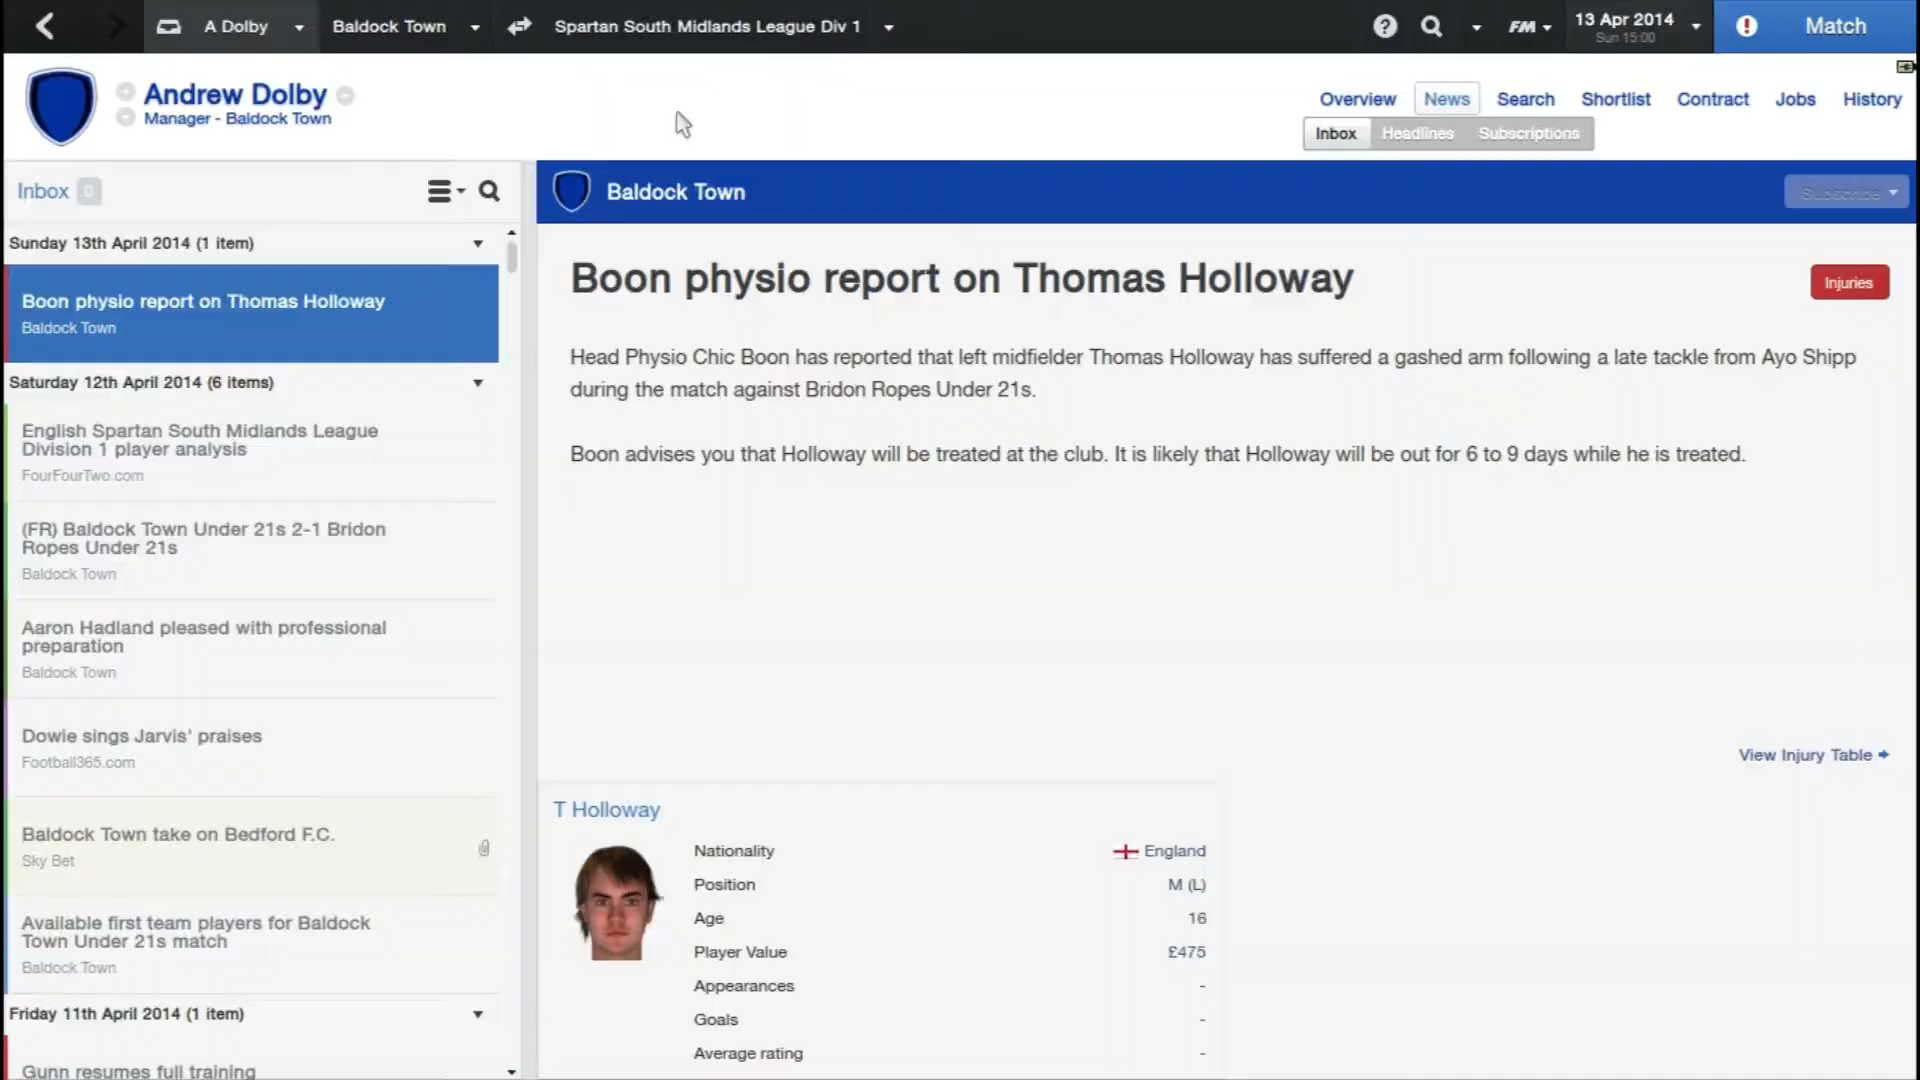 A Dolby
Baldock Town
Spartan South Midlands League Div 1
FM
13 Apr 2014
Sun 15:00
Match
Andrew Dolby
Manager - Baldock Town
Overview
News
Search
Shortlist
Contract
Jobs
History
Inbox
Headlines
Subscriptions
Inbox 0
Sunday 13th April 2014 (1 item)
Boon physio report on Thomas Holloway
Baldock Town
Saturday 12th April 2014 (6 items)
English Spartan South Midlands League
Division 1 player analysis
FourFourTwo.com
(FR) Baldock Town Under 21s 2-1 Bridon
Ropes Under 21s
Baldock Town
Aaron Hadland pleased with professional
preparation
Baldock Town
Dowie sings Jarvis' praises
Football365.com
Baldock Town take on Bedford F.C.
Sky Bet
Available first team players for Baldock
Town Under 21s match
Baldock Town
Friday 11th April 2014 (1 item)
Gunn resumes full training
Baldock Town
Subscribe
Boon physio report on Thomas Holloway
Injuries
Head Physio Chic Boon has reported that left midfielder Thomas Holloway has suffered a gashed arm following a late tackle from Ayo Shipp
during the match against Bridon Ropes Under 21s.
Boon advises you that Holloway will be treated at the club. It is likely that Holloway will be out for 6 to 9 days while he is treated.
View Injury Table
T Holloway
Nationality England
Position M (L)
Age 16
Player Value £475
Appearances -
Goals -
Average rating -